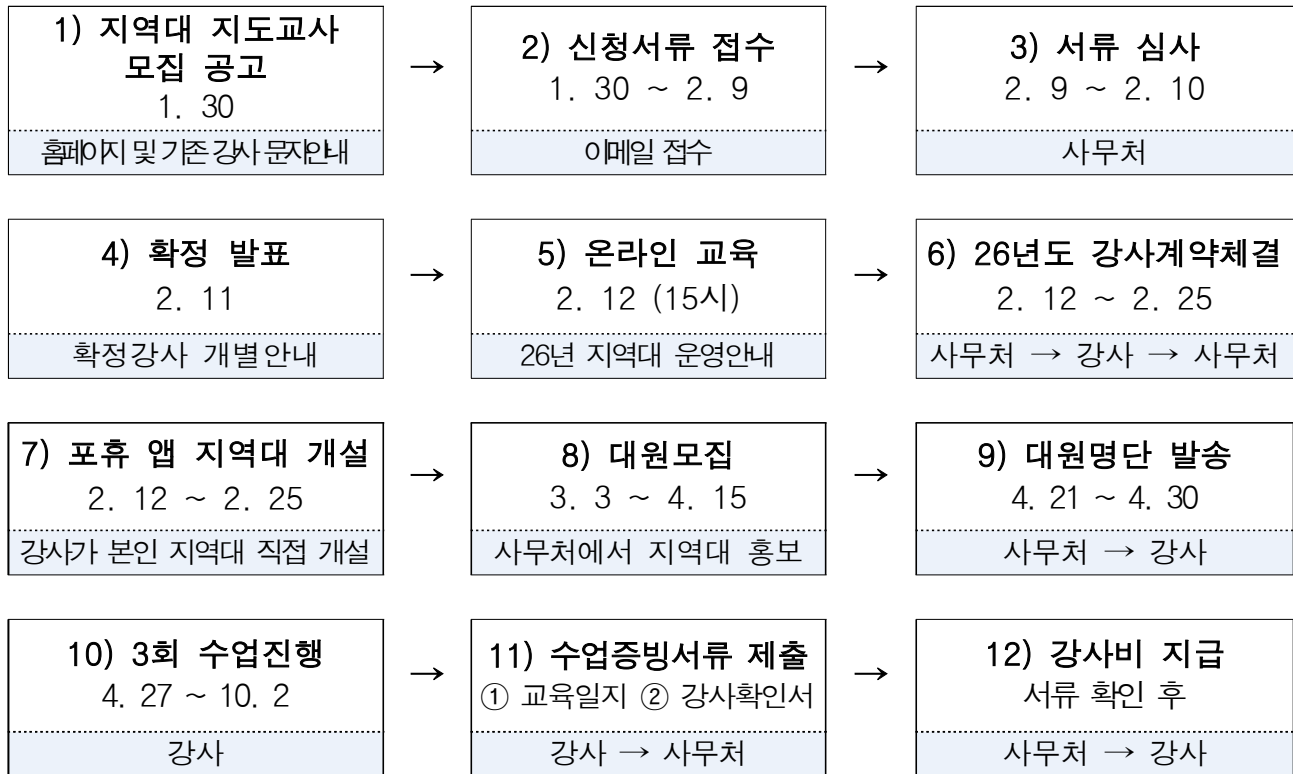 1) 지역대 지도교사
모집 공고
1. 30
홈페이지 및 기존 강사 문자안내
→
2) 신청서류 접수
1. 30 ~ 2. 9
이메일 접수
→
3) 서류 심사
2. 9 ~ 2. 10
사무처
4) 확정 발표
2. 11
확정강사 개별안내
→
5) 온라인 교육
2. 12 (15시)
26년 지역대 운영안내
→
6) 26년도 강사계약체결
2. 12 ~ 2. 25
사무처 → 강사 → 사무처
7) 포휴 앱 지역대 개설
2. 12 ~ 2. 25
강사가 본인 지역대 직접 개설
→
8) 대원모집
3. 3 ~ 4. 15
사무처에서 지역대 홍보
→
9) 대원명단 발송
4. 21 ~ 4. 30
사무처 → 강사
10) 3회 수업진행
4. 27 ~ 10. 2
강사
→
11) 수업증빙서류 제출
① 교육일지 ② 강사확인서
강사 → 사무처
→
12) 강사비 지급
서류 확인 후
사무처 → 강사